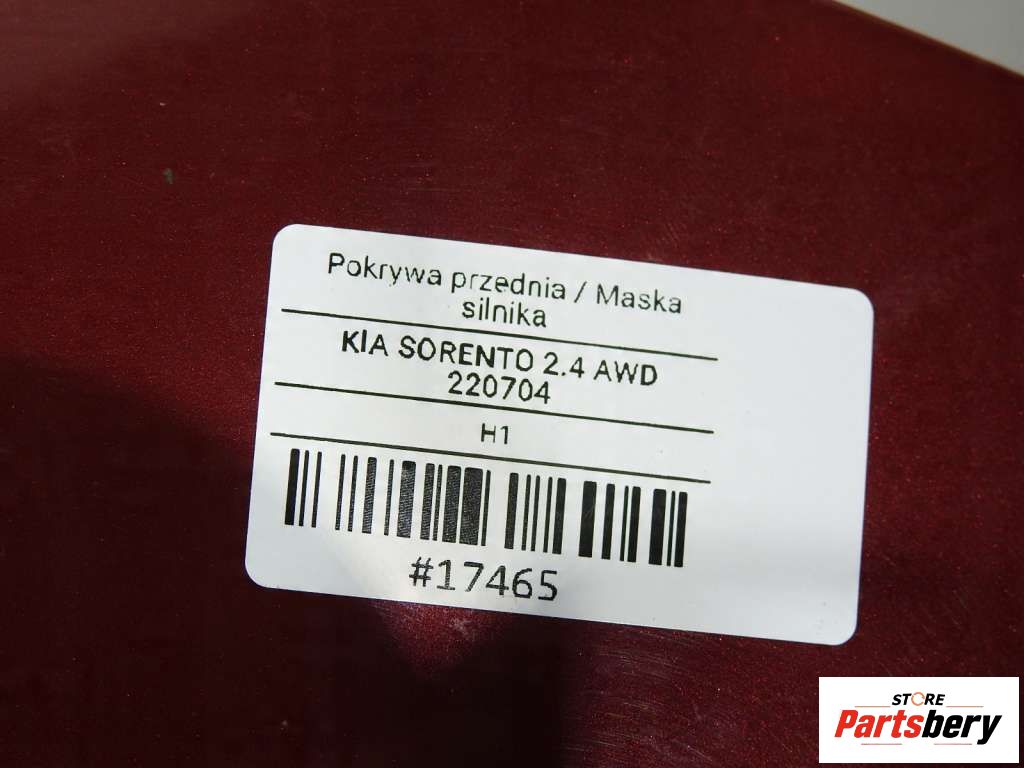 Pokrywa przednia / Maska
silnika
KIA SORENTO 2.4 AWD
220704
H1
#17465
STORE
Partsbery